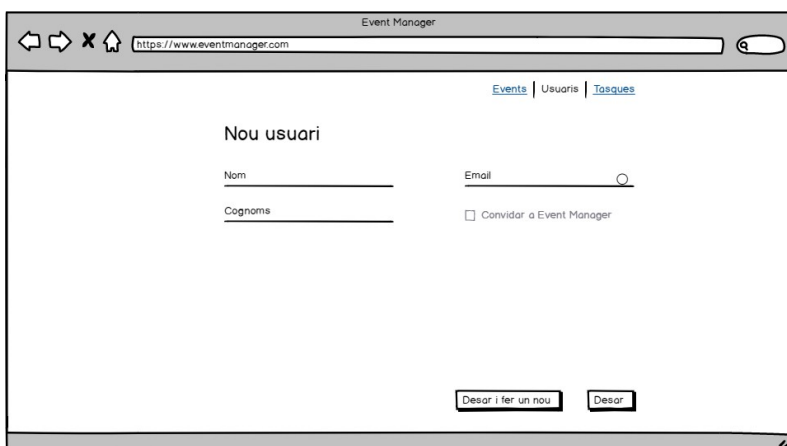 Event Manager
https://www.eventmanager.com
Events Usuaris Tasques
Nou usuari
Nom
Email
Cognoms
Convidar a Event Manager
Desar i fer un nou
Desar